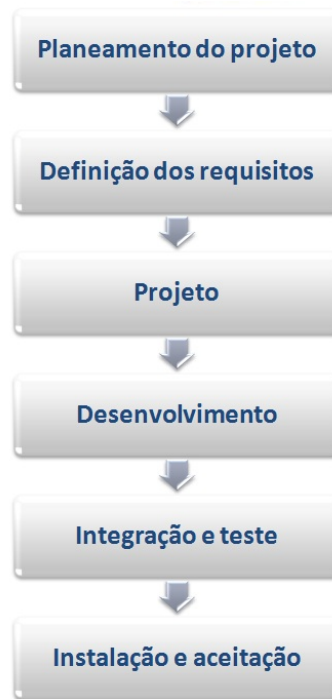 Planeamento do projeto
Definição dos requisitos
Projeto
Desenvolvimento
Integração e teste
Instalação e aceitação